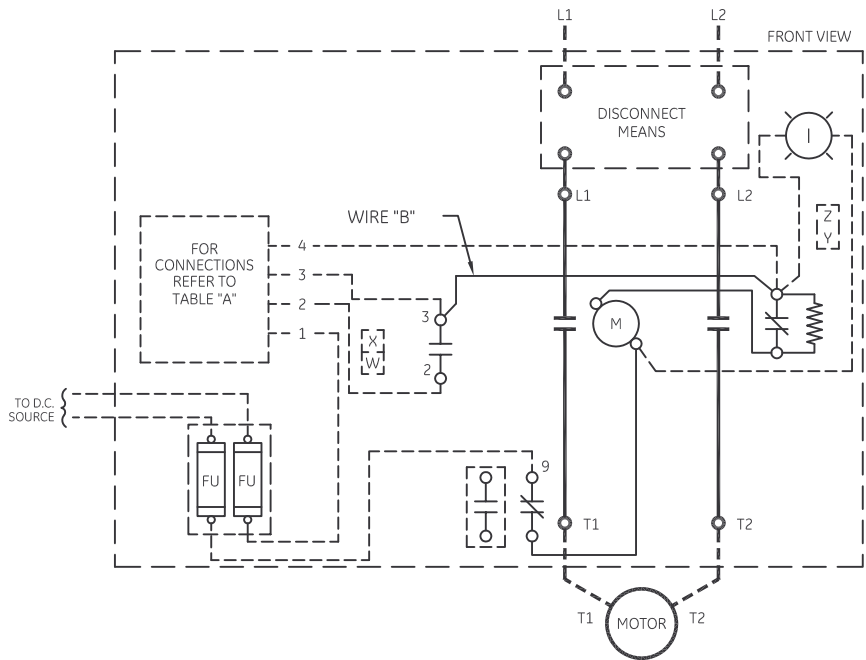 L1
L2
FRONT VIEW
DISCONNECT
MEANS
I
L1
L2
WIRE "B"
Z
Y
FOR
CONNECTIONS
REFER TO
TABLE "A"
4
3
2
1
3
X
W
2
M
TO D.C.
SOURCE
FU
FU
9
T1
T2
T1
MOTOR
T2